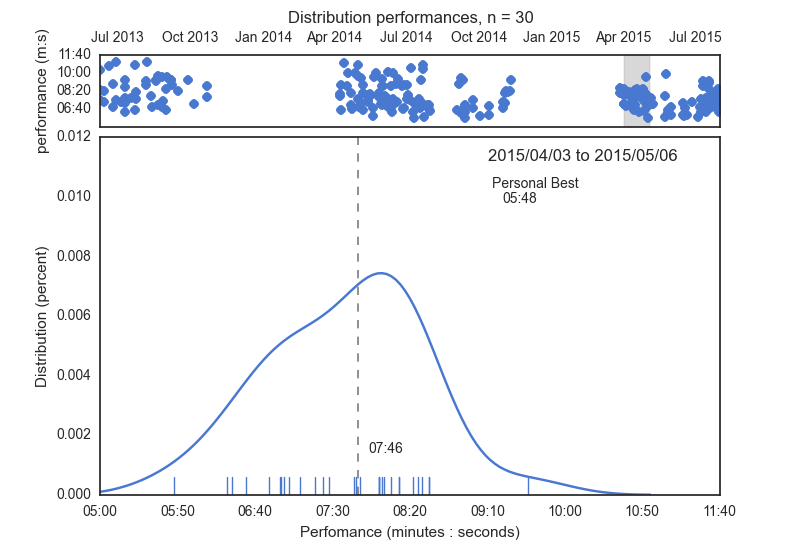 Distribution performances, n = 30
Jul 2013 Oct 2013 Jan 2014 Apr 2014 Jul 2014 Oct 2014 Jan 2015 Apr 2015 Jul 2015
performance (m:s)
11:40
10:00
08:20
06:40
0.012
2015/04/03 to 2015/05/06
Personal Best
05:48
0.010
0.008
Distribution (percent)
0.006
0.004
0.002
07:46
0.000
05:00 05:50 06:40 07:30 08:20 09:10 10:00 10:50 11:40
Perfomance (minutes : seconds)